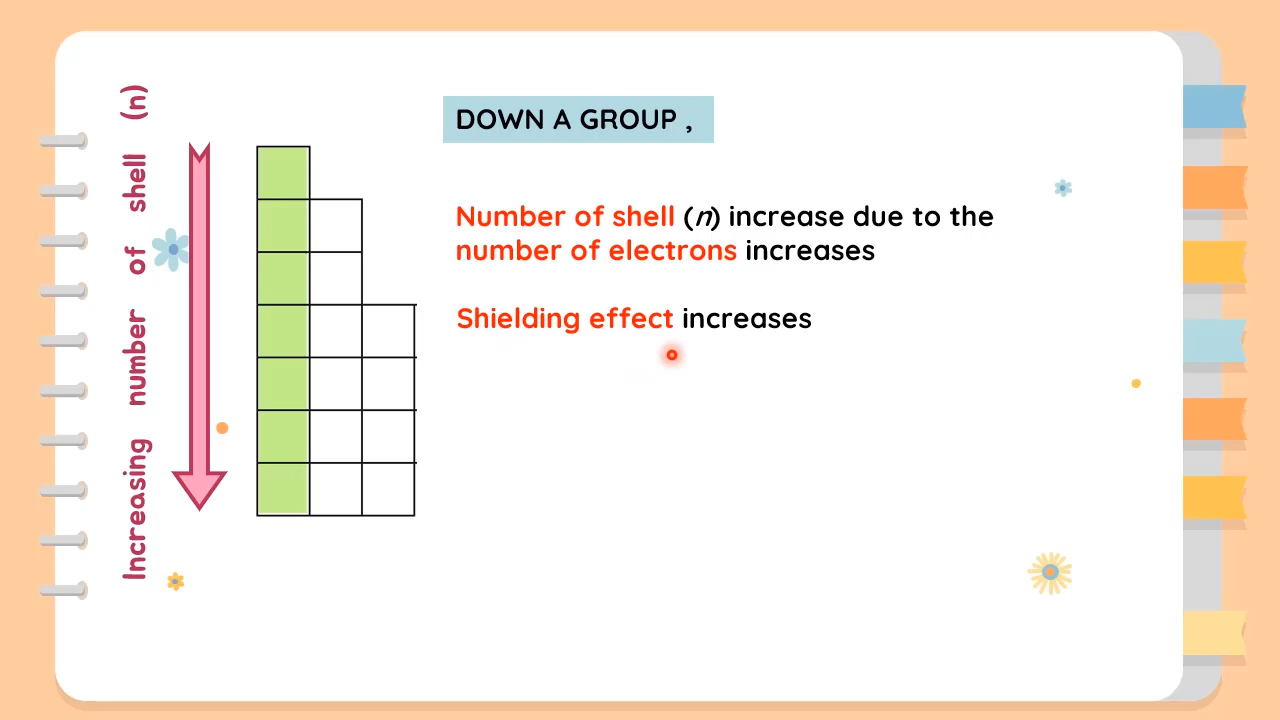 Increasing number of shell (n)
DOWN A GROUP ,
Number of shell (n) increase due to the
number of electrons increases
Shielding effect increases